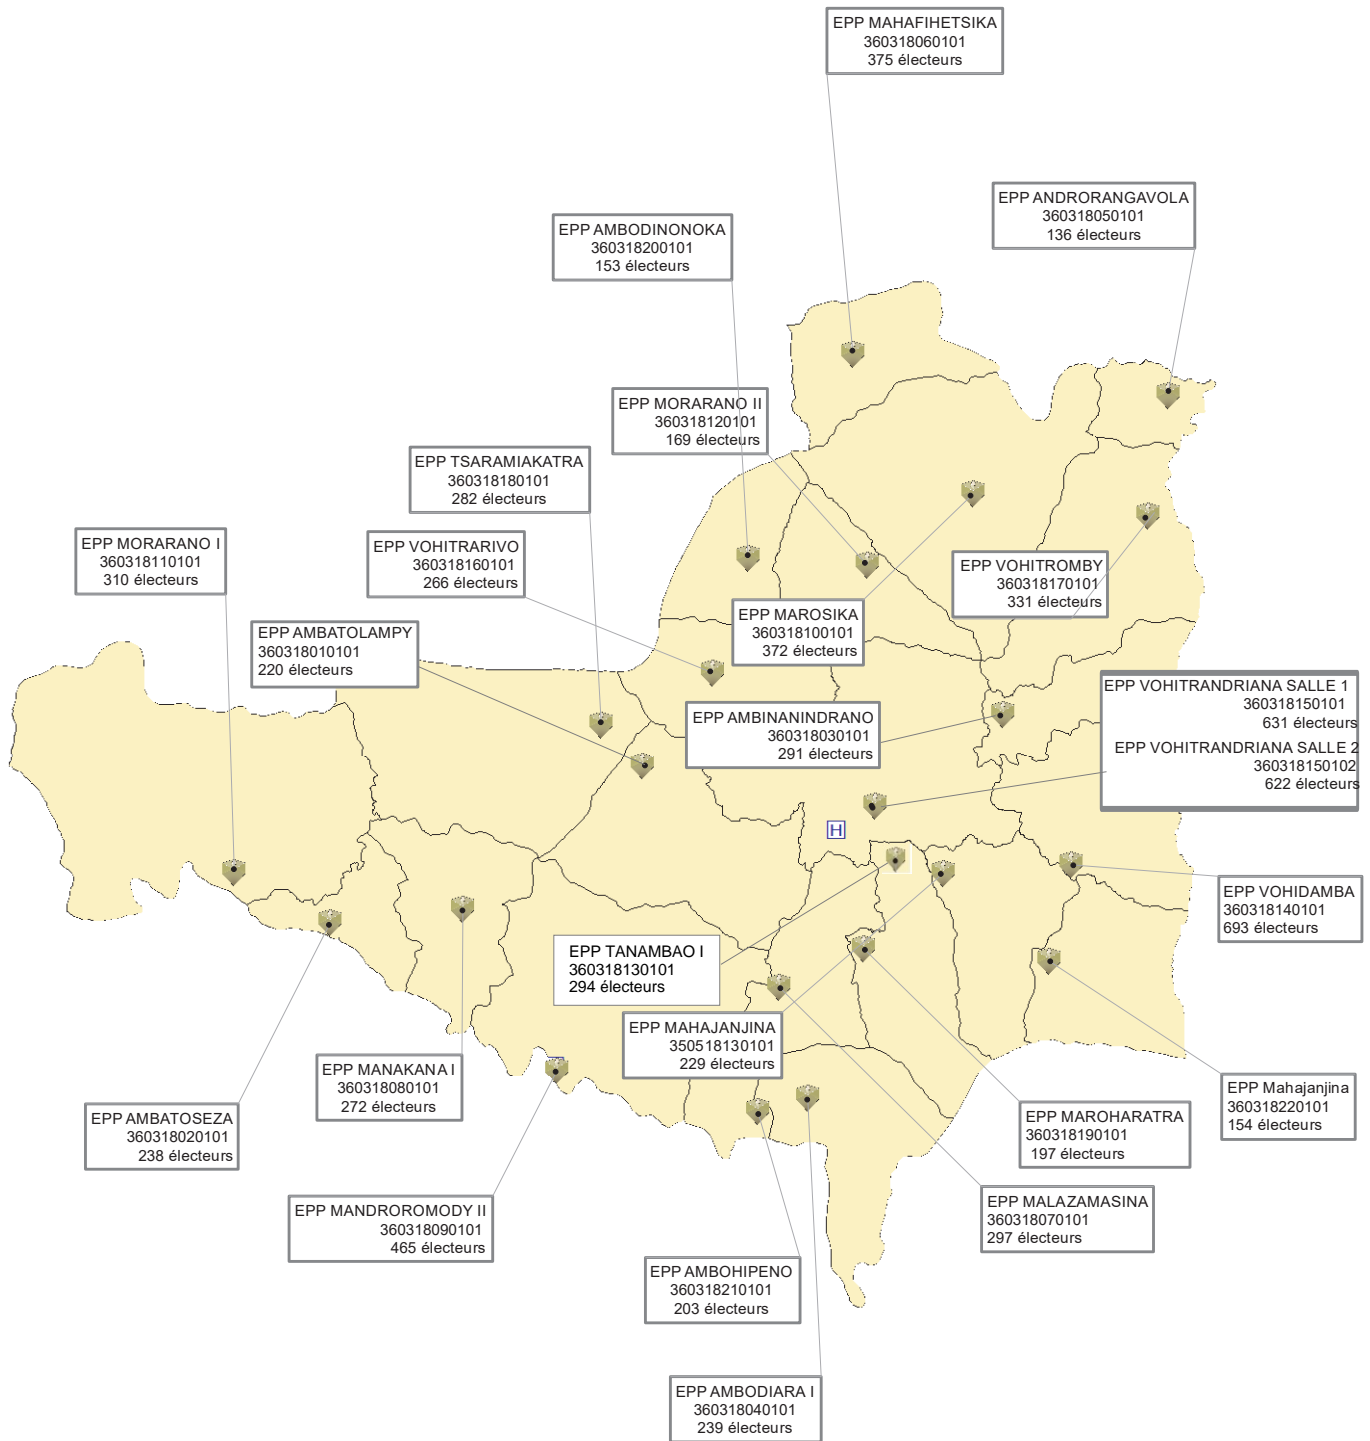 EPP MAHAFIHETSIKA
360318060101
375 électeurs
EPP ANDRORANGAVOLA
360318050101
136 électeurs
EPP AMBODINONOKA
360318200101
153 électeurs
EPP MORARANO II
360318120101
169 électeurs
EPP TSARAMIAKATRA
360318180101
282 électeurs
EPP MORARANO I
360318110101
310 électeurs
EPP VOHITRARIVO
360318160101
266 électeurs
EPP VOHITROMBY
360318170101
331 électeurs
EPP MAROSIKA
360318100101
372 électeurs
EPP AMBATOLAMPY
360318010101
220 électeurs
EPP VOHITRANDRIANA SALLE 1
360318150101
631 électeurs
EPP VOHITRANDRIANA SALLE 2
360318150102
622 électeurs
EPP AMBINANINDRANO
360318030101
291 électeurs
H
EPP VOHIDAMBA
360318140101
693 électeurs
EPP TANAMBAO I
360318130101
294 électeurs
EPP MAHAJANJINA
350518130101
229 électeurs
EPP MANAKANA I
360318080101
272 électeurs
EPP Mahajanjina
360318220101
154 électeurs
EPP AMBATOSEZA
360318020101
238 électeurs
EPP MAROHARATRA
360318190101
197 électeurs
EPP MALAZAMASINA
360318070101
297 électeurs
EPP MANDROROMODY II
360318090101
465 électeurs
EPP AMBOHIPENO
360318210101
203 électeurs
EPP AMBODIARA I
360318040101
239 électeurs